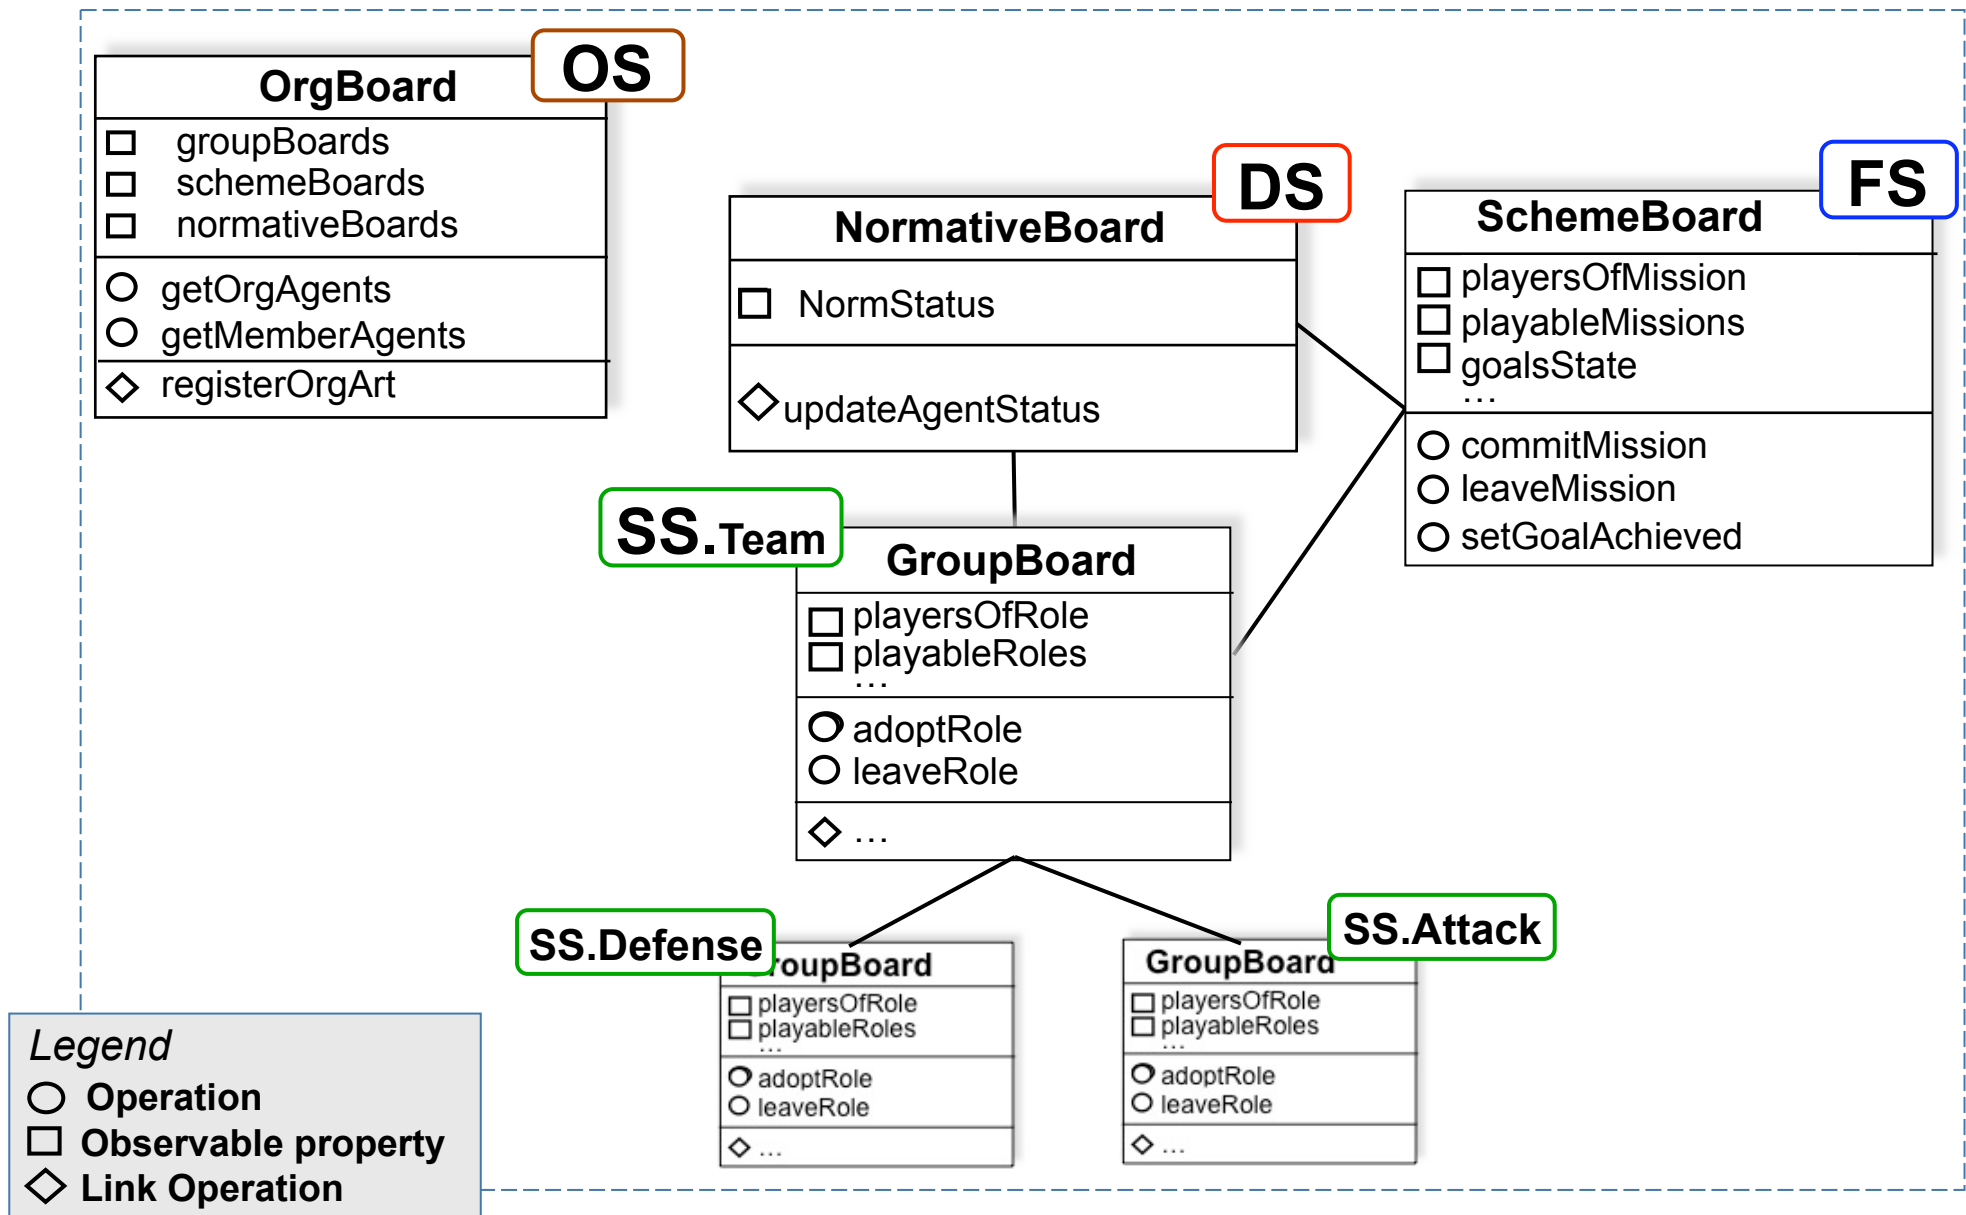 OS
OrgBoard
groupBoards
schemeBoards
normativeBoards
getOrgAgents
getMemberAgents
registerOrgArt
DS
NormativeBoard
NormStatus
updateAgentStatus
FS
SchemeBoard
playersOfMission
playableMissions
goalsState
...
commitMission
leaveMission
setGoalAchieved
SS.Team
GroupBoard
playersOfRole
playableRoles
...
adoptRole
leaveRole
...
SS.Defense
roupBoard
playersOfRole
playableRoles
...
adoptRole
leaveRole
...
SS.Attack
GroupBoard
playersOfRole
playableRoles
...
adoptRole
leaveRole
...
Legend
Operation
Observable property
Link Operation